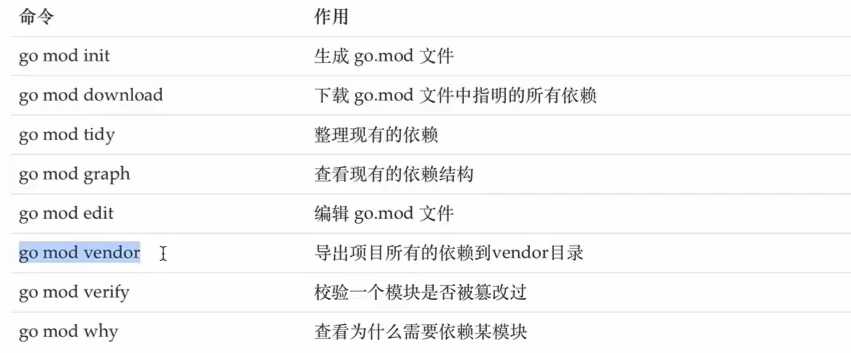 命令 作用
go mod init 生成 go.mod 文件
go mod download 下载 go.mod 文件中指明的所有依赖
go mod tidy 整理现有的依赖
go mod graph 查看现有的依赖结构
go mod edit 编辑 go.mod 文件
go mod vendor 导出项目所有的依赖到vendor目录
go mod verify 校验一个模块是否被篡改过
go mod why 查看为什么需要依赖某模块